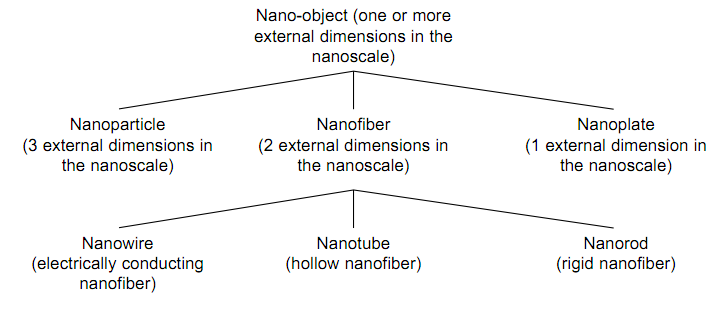 Nano-object (one or more
external dimensions in the
nanoscale)
Nanoparticle
(3 external dimensions in
the nanoscale)
Nanofiber
(2 external dimensions in
the nanoscale)
Nanoplate
(1 external dimension in
the nanoscale)
Nanowire
(electrically conducting
nanofiber)
Nanotube
(hollow nanofiber)
Nanorod
(rigid nanofiber)